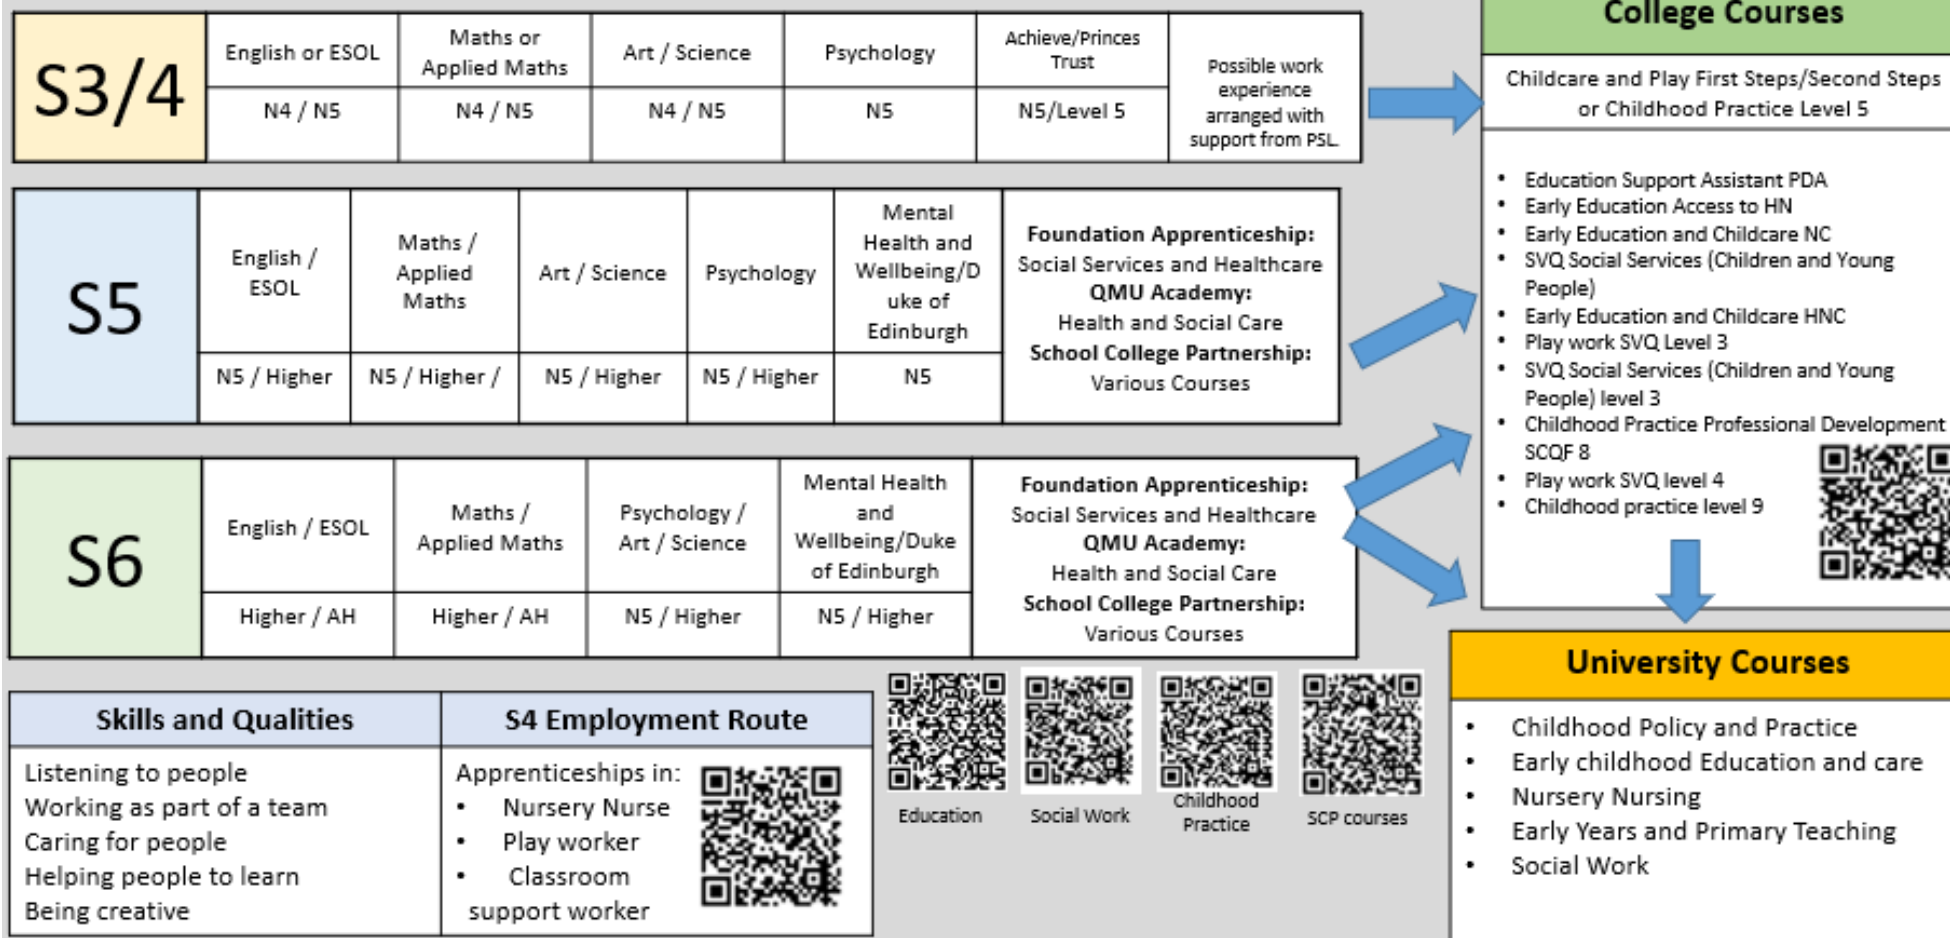 S3/4
English or ESOL
Maths or
Applied Maths
Art / Science
Psychology
Achieve/Princes
Trust
Possible work
experience
arranged with
support from PSL.
N4 / N5
N4 / N5
N4 / N5
N5
N5/Level 5
S5
English /
ESOL
Maths /
Applied
Maths
Art / Science
Psychology
Mental
Health and
Wellbeing/D
uke of
Edinburgh
Foundation Apprenticeship:
Social Services and Healthcare
QMU Academy:
Health and Social Care
School College Partnership:
Various Courses
N5 / Higher
N5 / Higher /
N5 / Higher
N5 / Higher
N5
S6
English / ESOL
Maths /
Applied Maths
Psychology /
Art / Science
Mental Health
and
Wellbeing/Duke
of Edinburgh
Foundation Apprenticeship:
Social Services and Healthcare
QMU Academy:
Health and Social Care
School College Partnership:
Various Courses
Higher / AH
Higher / AH
N5 / Higher
N5 / Higher
Skills and Qualities
Listening to people
Working as part of a team
Caring for people
Helping people to learn
Being creative
S4 Employment Route
Apprenticeships in:
• Nursery Nurse
• Play worker
• Classroom
support worker
Education
Social Work
Childhood
Practice
SCP courses
College Courses
Childcare and Play First Steps/Second Steps
or Childhood Practice Level 5
• Education Support Assistant PDA
• Early Education Access to HN
• Early Education and Childcare NC
• SVQ Social Services (Children and Young
People)
• Early Education and Childcare HNC
• Play work SVQ Level 3
• SVQ Social Services (Children and Young
People) level 3
• Childhood Practice Professional Development
SCQF 8
• Play work SVQ level 4
• Childhood practice level 9
University Courses
• Childhood Policy and Practice
• Early childhood Education and care
• Nursery Nursing
• Early Years and Primary Teaching
• Social Work